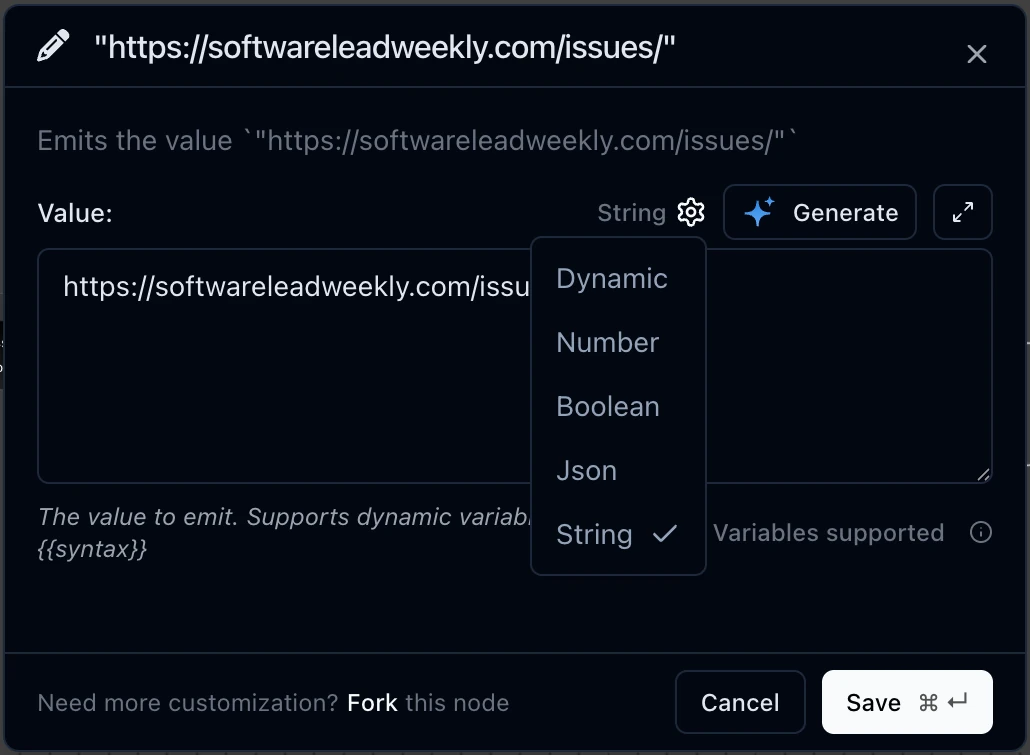 "https://softwareleadweekly.com/issues/"
Emits the value `"https://softwareleadweekly.com/issues/"`
Value:
String
Generate
https://softwareleadweekly.com/issu
Dynamic
Number
Boolean
Json
String
The value to emit. Supports dynamic
{{syntax}}
Variables supported
Need more customization? Fork this node
Cancel
Save ⌘ ↵